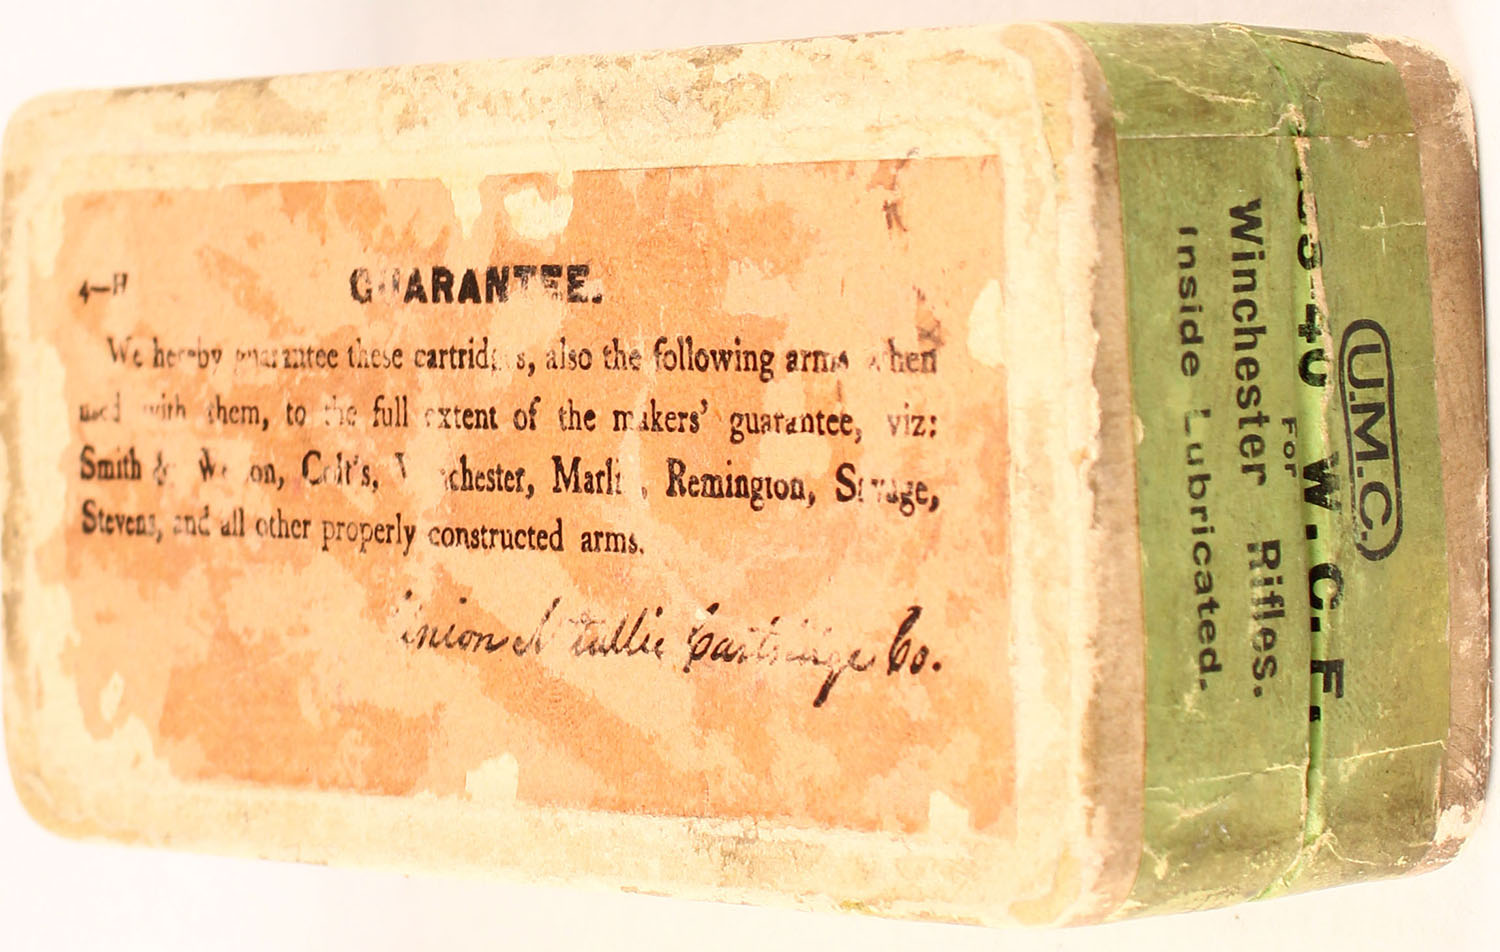 4—H
GUARANTEE.
We hereby guarantee these cartridges, also the following arms when
used with them, to the full extent of the makers' guarantee, viz:
Smith & Wesson, Colt's, Winchester, Marlin, Remington, Savage,
Stevens, and all other properly constructed arms.
Union Metallic Cartridge Co.
U.M.C.
-40 W.C.F.
For
Winchester Rifles.
Inside Lubricated.